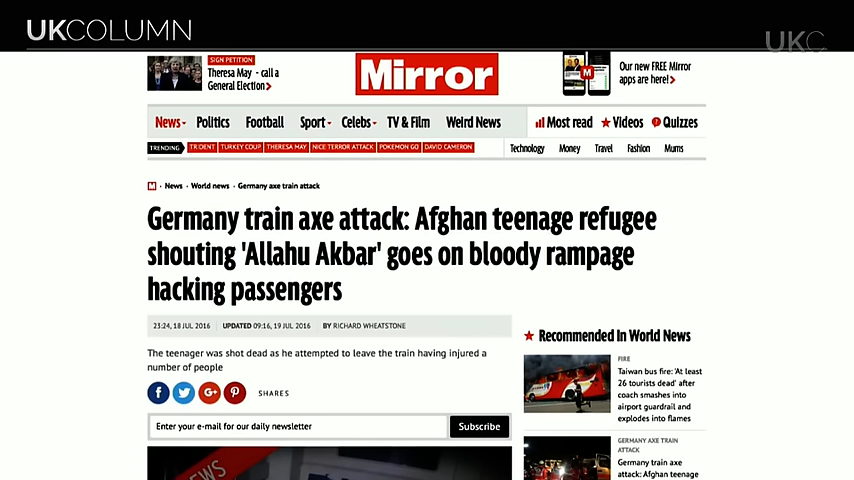 UKCOLUMN
UKC
SIGN PETITION
Theresa May - call a
General Election
Mirror
M
Our new FREE Mirror
apps are here!
News Politics Football Sport Celebs TV & Film Weird News Most read Videos Quizzes
TRENDING TRIDENT TURKEY COUP THERESA MAY NICE TERROR ATTACK POKEMON GO DAVID CAMERON Technology Money Travel Fashion Mums
M News World news Germany axe train attack
Germany train axe attack: Afghan teenage refugee
shouting 'Allahu Akbar' goes on bloody rampage
hacking passengers
23:24, 18 JUL 2016 UPDATED 09:16, 19 JUL 2016 BY RICHARD WHEATSTONE
The teenager was shot dead as he attempted to leave the train having injured a
number of people
SHARES
Enter your e-mail for our daily newsletter Subscribe
NEWS
Recommended In World News
FIRE
Taiwan bus fire: 'At least
26 tourists dead' after
coach smashes into
airport guardrail and
explodes into flames
GERMANY AXE TRAIN
ATTACK
Germany train axe
attack: Afghan teenage